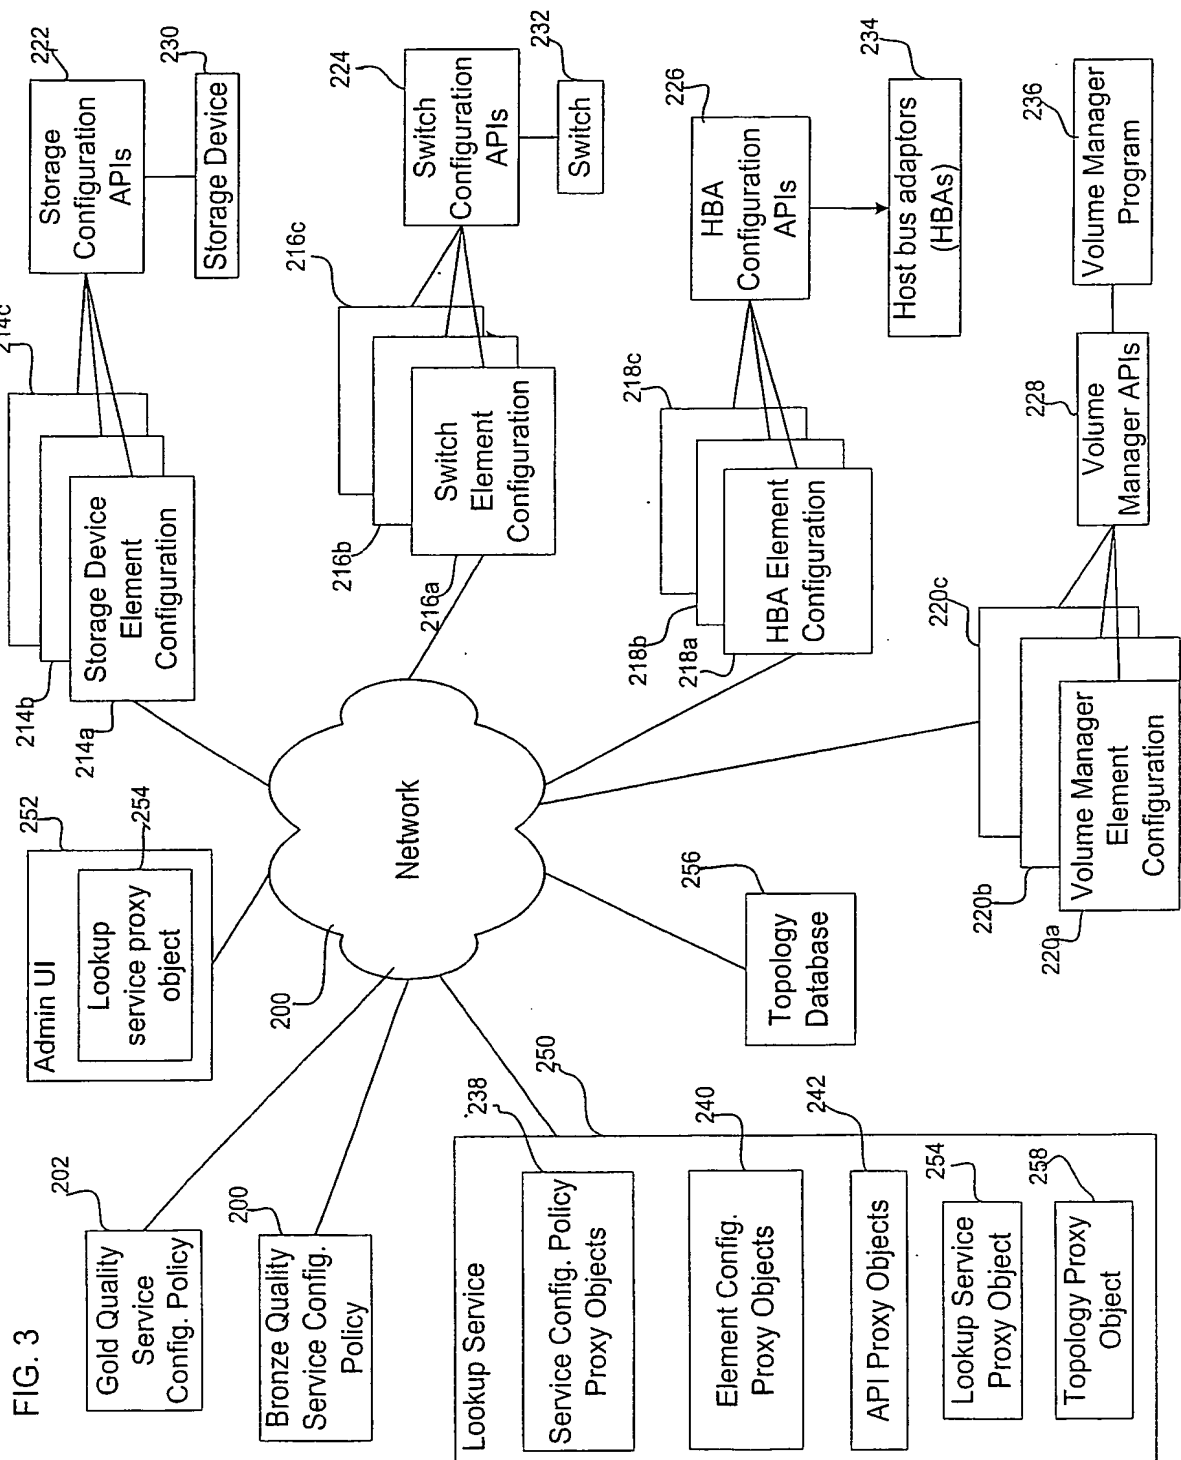 FIG. 3
202
Gold Quality
Service
Config. Policy
200
Bronze Quality
Service Config.
Policy
Admin UI
252
254
Lookup
service proxy
object
200
Network
Lookup Service
250
238
Service Config. Policy
Proxy Objects
240
Element Config.
Proxy Objects
242
API Proxy Objects
254
Lookup Service
Proxy Object
258
Topology Proxy
Object
256
Topology
Database
214a
214b
214c
Storage Device
Element
Configuration
222
Storage
Configuration
APIs
230
Storage Device
216a
216b
216c
Switch
Element
Configuration
224
Switch
Configuration
APIs
232
Switch
218a
218b
218c
HBA Element
Configuration
226
HBA
Configuration
APIs
234
Host bus adaptors
(HBAs)
220a
220b
220c
Volume Manager
Element
Configuration
228
Volume
Manager APIs
236
Volume Manager
Program